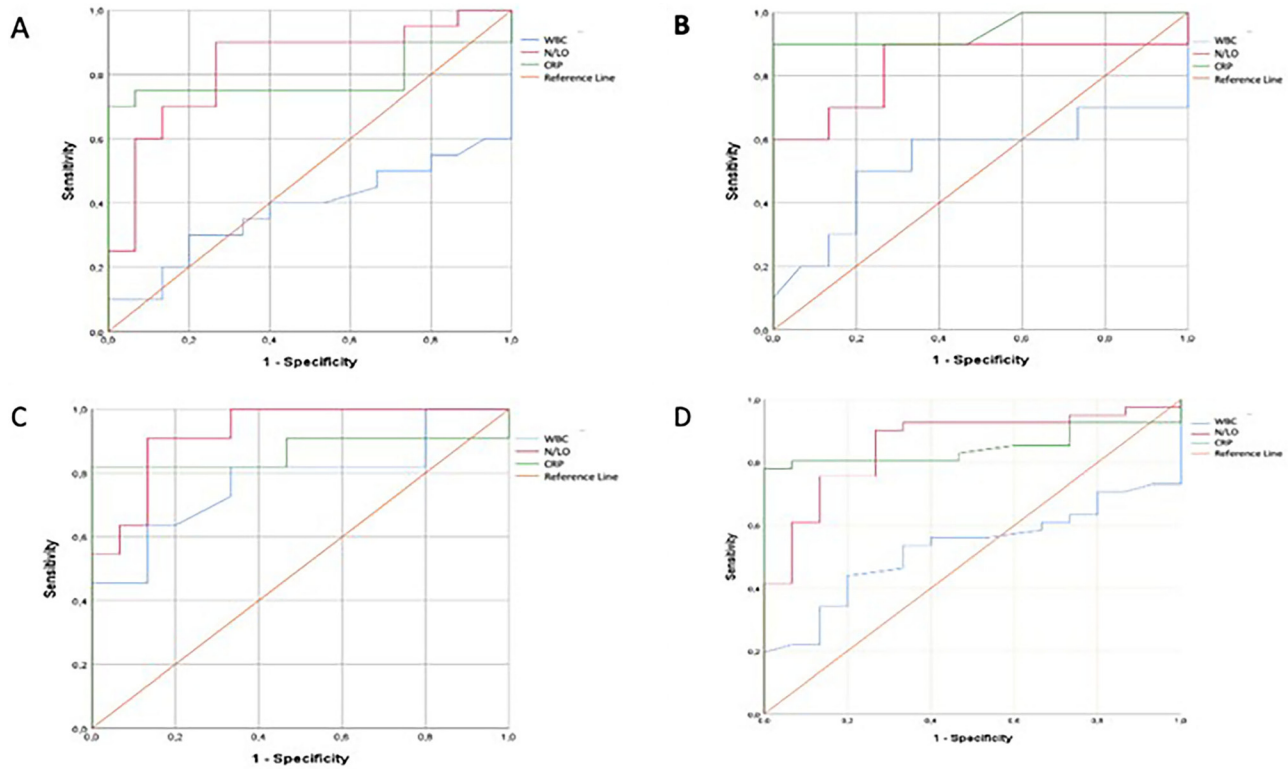 A
WBC
N/LO
CRP
Reference Line
Sensitivity
1,0
0,8
0,6
0,4
0,2
0,0
0,0 0,2 0,4 0,6 0,8 1,0
1 - Specificity
B
WBC
N/LO
CRP
Reference Line
Sensitivity
1,0
0,8
0,6
0,4
0,2
0,0
0,0 0,2 0,4 0,6 0,8 1,0
1 - Specificity
C
WBC
N/LO
CRP
Reference Line
Sensitivity
1,0
0,8
0,6
0,4
0,2
0,0
0,0 0,2 0,4 0,6 0,8 1,0
1 - Specificity
D
WBC
N/LO
CRP
Reference Line
Sensitivity
1,0
0,8
0,6
0,4
0,2
0,0
0,0 0,2 0,4 0,6 0,8 1,0
1 - Specificity